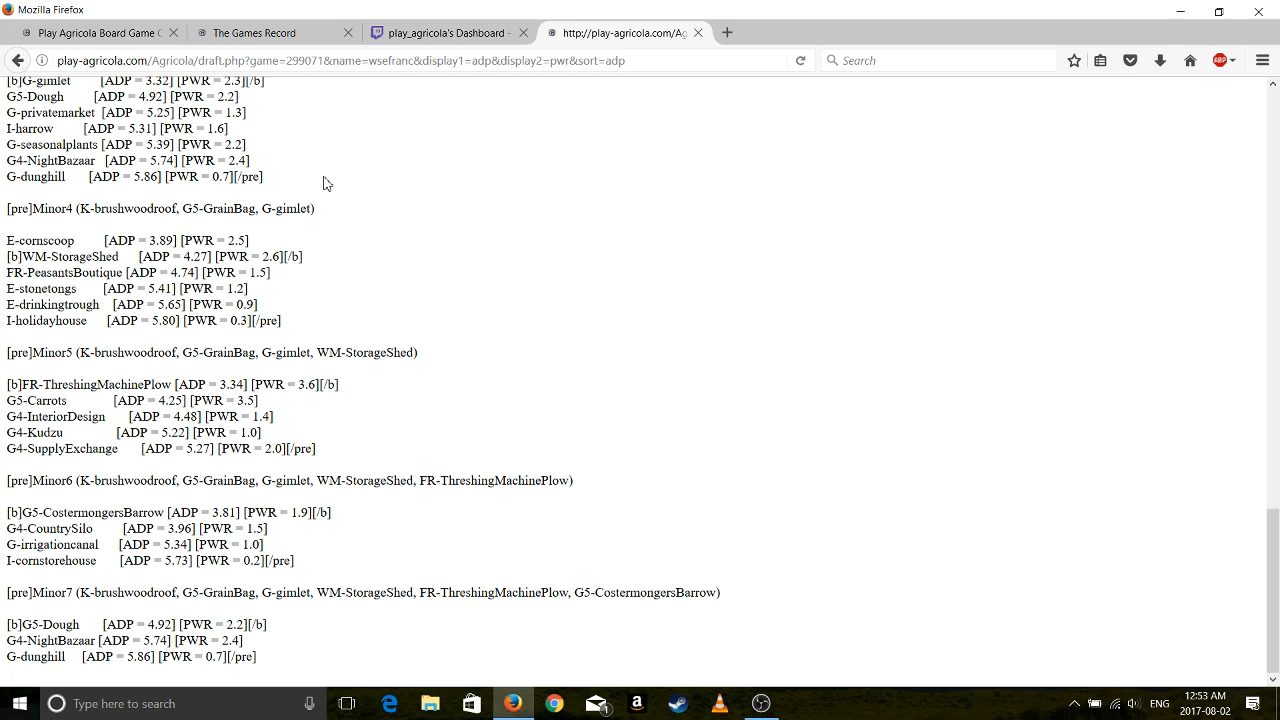 Mozilla Firefox
Play Agricola Board Game (
The Games Record
play_agricola's Dashboard -
http://play-agricola.com/Ag
play-agricola.com/Agricola/draft.php?game=299071&name=wsefranc&display1=adp&display2=pwr&sort=adp
Search
ABP
[b]G-gimlet [ADP = 3.32] [PWR = 2.3][/b]
G5-Dough [ADP = 4.92] [PWR = 2.2]
G-privatemarket [ADP = 5.25] [PWR = 1.3]
I-harrow [ADP = 5.31] [PWR = 1.6]
G-seasonalplants [ADP = 5.39] [PWR = 2.2]
G4-NightBazaar [ADP = 5.74] [PWR = 2.4]
G-dunghill [ADP = 5.86] [PWR = 0.7][/pre]
[pre]Minor4 (K-brushwoodroof, G5-GrainBag, G-gimlet)
E-cornscoop [ADP = 3.89] [PWR = 2.5]
[b]WM-StorageShed [ADP = 4.27] [PWR = 2.6][/b]
FR-PeasantsBoutique [ADP = 4.74] [PWR = 1.5]
E-stonetongs [ADP = 5.41] [PWR = 1.2]
E-drinkingtrough [ADP = 5.65] [PWR = 0.9]
I-holidayhouse [ADP = 5.80] [PWR = 0.3][/pre]
[pre]Minor5 (K-brushwoodroof, G5-GrainBag, G-gimlet, WM-StorageShed)
[b]FR-ThreshingMachinePlow [ADP = 3.34] [PWR = 3.6][/b]
G5-Carrots [ADP = 4.25] [PWR = 3.5]
G4-InteriorDesign [ADP = 4.48] [PWR = 1.4]
G4-Kudzu [ADP = 5.22] [PWR = 1.0]
G4-SupplyExchange [ADP = 5.27] [PWR = 2.0][/pre]
[pre]Minor6 (K-brushwoodroof, G5-GrainBag, G-gimlet, WM-StorageShed, FR-ThreshingMachinePlow)
[b]G5-CostermongersBarrow [ADP = 3.81] [PWR = 1.9][/b]
G4-CountrySilo [ADP = 3.96] [PWR = 1.5]
G-irrigationcanal [ADP = 5.34] [PWR = 1.0]
I-cornstorehouse [ADP = 5.73] [PWR = 0.2][/pre]
[pre]Minor7 (K-brushwoodroof, G5-GrainBag, G-gimlet, WM-StorageShed, FR-ThreshingMachinePlow, G5-CostermongersBarrow)
[b]G5-Dough [ADP = 4.92] [PWR = 2.2][/b]
G4-NightBazaar [ADP = 5.74] [PWR = 2.4]
G-dunghill [ADP = 5.86] [PWR = 0.7][/pre]
Type here to search
ENG
12:53 AM
2017-08-02